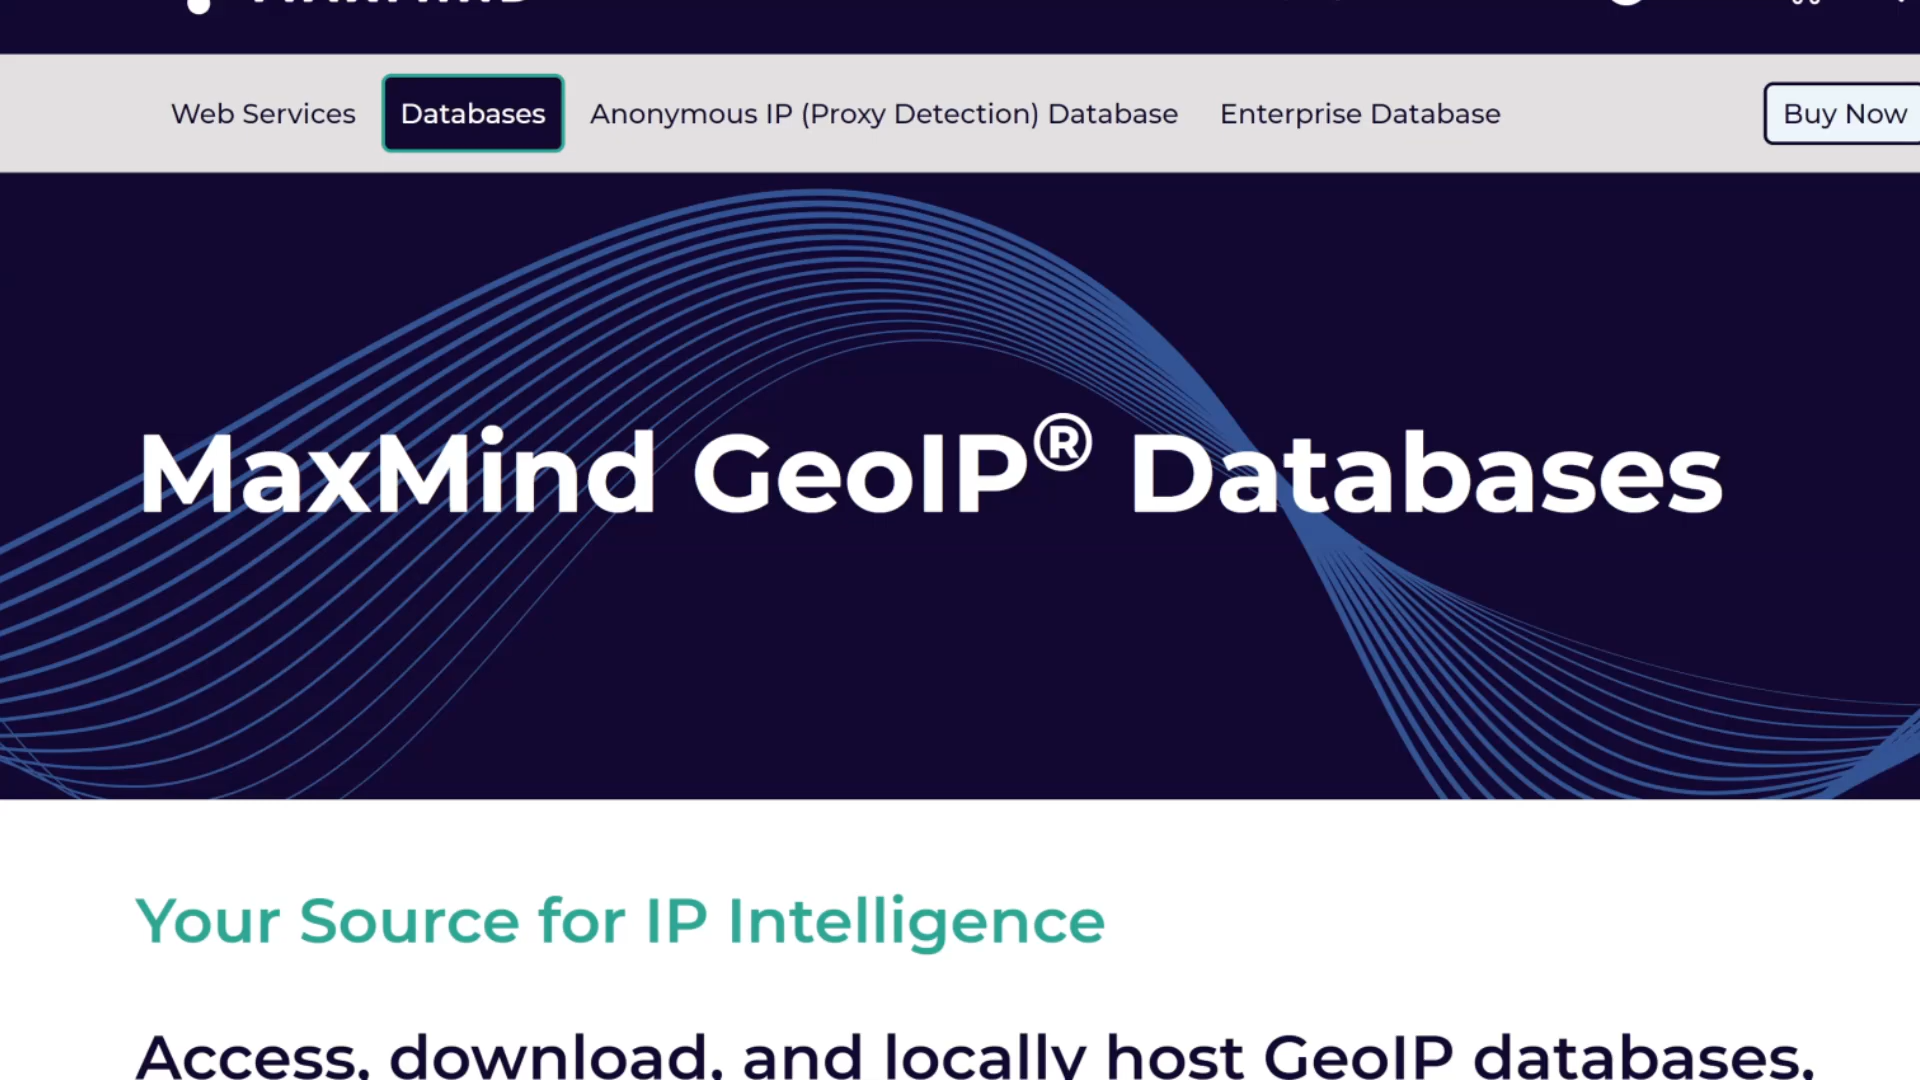 Web Services Databases Anonymous IP (Proxy Detection) Database Enterprise Database Buy Now
MaxMind GeoIP® Databases
Your Source for IP Intelligence
Access, download, and locally host GeoIP databases.